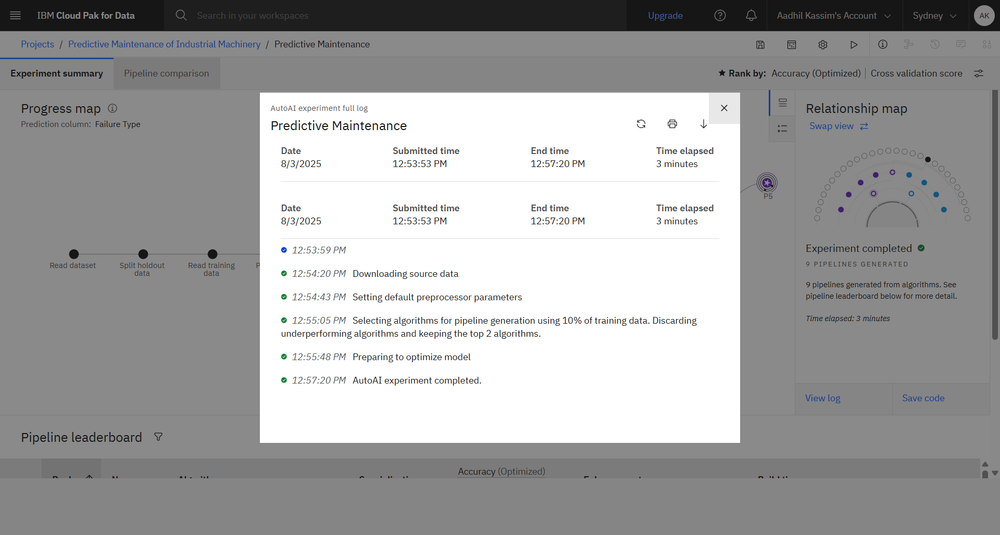 IBM Cloud Pak for Data
Search in your workspaces
Upgrade
Aadhil Kassim's Account
Sydney
AK
Projects / Predictive Maintenance of Industrial Machinery / Predictive Maintenance
Experiment summary
Pipeline comparison
Rank by: Accuracy (Optimized) | Cross validation score
Progress map
Prediction column: Failure Type
Read dataset
Split holdout
data
Read training
data
P
P5
AutoAI experiment full log
Predictive Maintenance
Date Submitted time End time Time elapsed
8/3/2025 12:53:53 PM 12:57:20 PM 3 minutes
Date Submitted time End time Time elapsed
8/3/2025 12:53:53 PM 12:57:20 PM 3 minutes
12:53:59 PM
12:54:20 PM Downloading source data
12:54:43 PM Setting default preprocessor parameters
12:55:05 PM Selecting algorithms for pipeline generation using 10% of training data. Discarding
underperforming algorithms and keeping the top 2 algorithms.
12:55:48 PM Preparing to optimize model
12:57:20 PM AutoAI experiment completed.
Relationship map
Swap view
Experiment completed
9 PIPELINES GENERATED
9 pipelines generated from algorithms. See
pipeline leaderboard below for more detail.
Time elapsed: 3 minutes
View log
Save code
Pipeline leaderboard
Accuracy (Optimized)